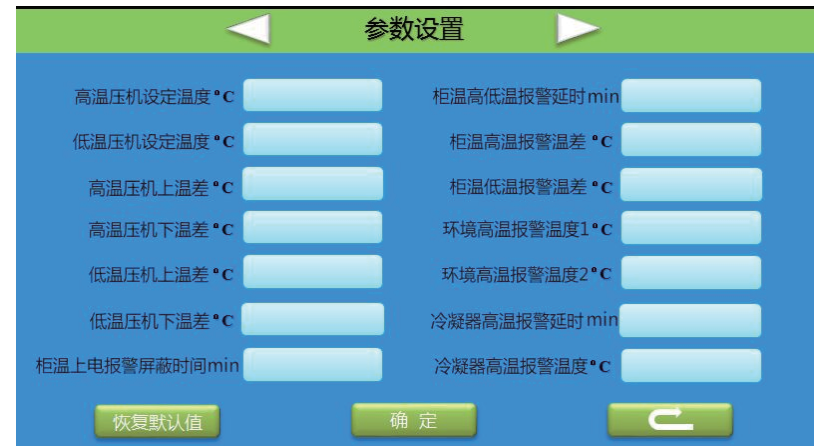 参数设置
高温压机设定温度°C
柜温高低温报警延时min
低温压机设定温度°C
柜温高温报警温差 °C
高温压机上温差°C
柜温低温报警温差 °C
高温压机下温差°C
环境高温报警温度1°C
低温压机上温差°C
环境高温报警温度2°C
低温压机下温差°C
冷凝器高温报警延时min
柜温上电报警屏蔽时间min
冷凝器高温报警温度°C
恢复默认值
确 定